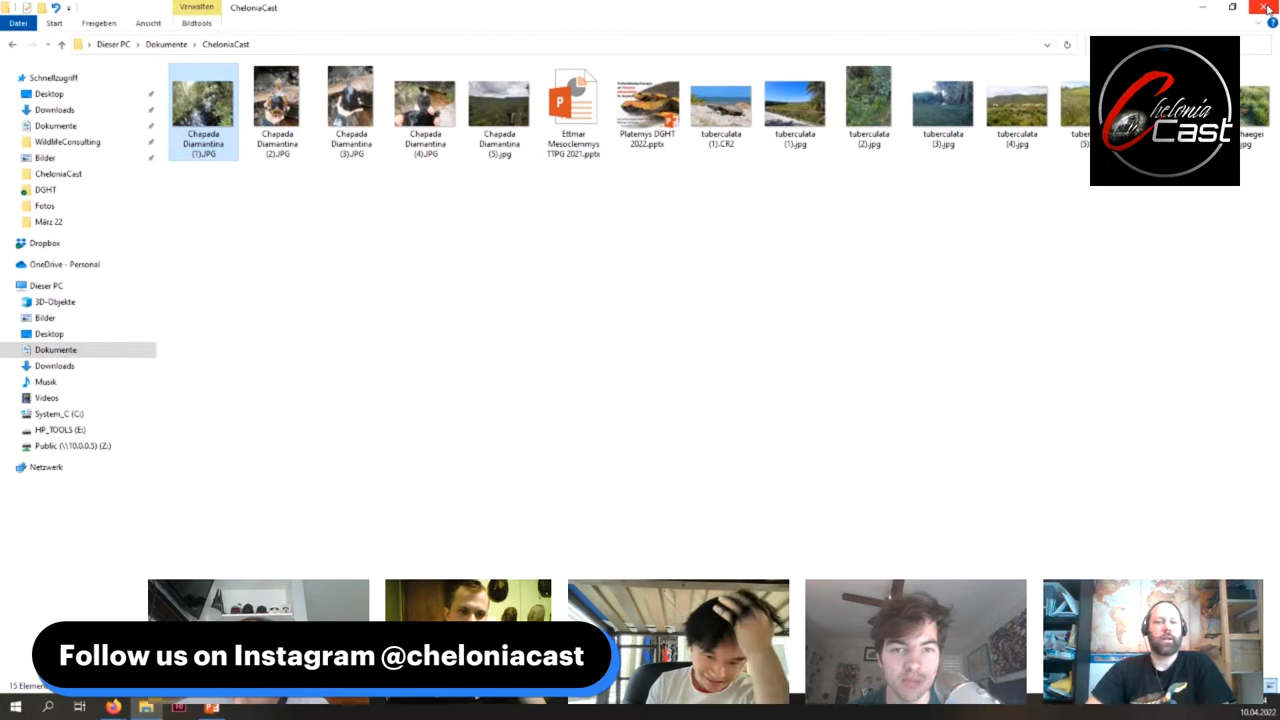 Verwalten
CheloniaCast
Datei
Start
Freigeben
Ansicht
Bildtools
Dieser PC
Dokumente
CheloniaCast
Schnellzugriff
Desktop
Downloads
Dokumente
WildlifeConsulting
Bilder
CheloniaCast
DGHT
Fotos
März 22
Dropbox
OneDrive - Personal
Dieser PC
3D-Objekte
Bilder
Desktop
Dokumente
Downloads
Musik
Videos
System_C (C:)
HP_TOOLS (E:)
Public (\\10.0.0.5) (Z:)
Netzwerk
Chapada
Diamantina
(1).JPG
Chapada
Diamantina
(2).JPG
Chapada
Diamantina
(3).JPG
Chapada
Diamantina
(4).JPG
Chapada
Diamantina
(5).jpg
Ettmar
Mesoclemmys
TTPG 2021.pptx
Platemys DGHT
2022.pptx
tuberculata
(1).CR2
tuberculata
(1).jpg
tuberculata
(2).jpg
tuberculata
(3).jpg
tuberculata
(4).jpg
Chelonia
Cast
Follow us on Instagram @cheloniacast
10.04.2022